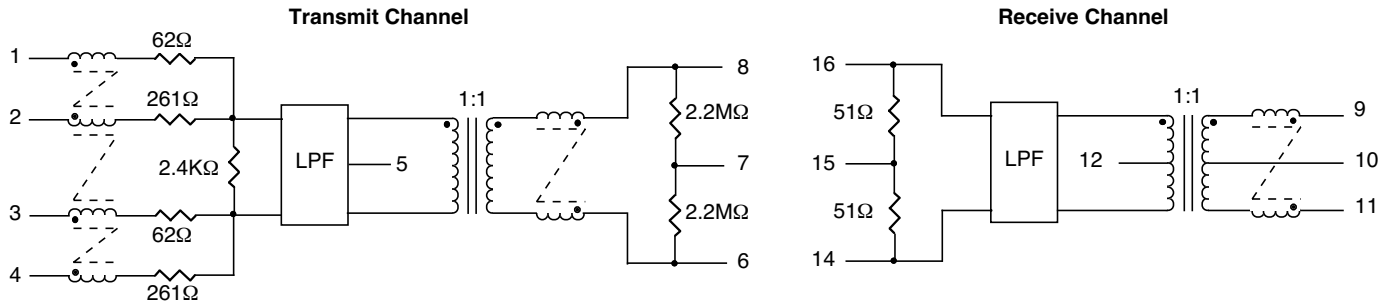 Transmit Channel
Receive Channel
1
62Ω
2
261Ω
2.4KΩ
3
62Ω
4
261Ω
LPF
5
1:1
8
2.2MΩ
7
2.2MΩ
6
16
51Ω
15
51Ω
14
LPF
12
1:1
9
10
11